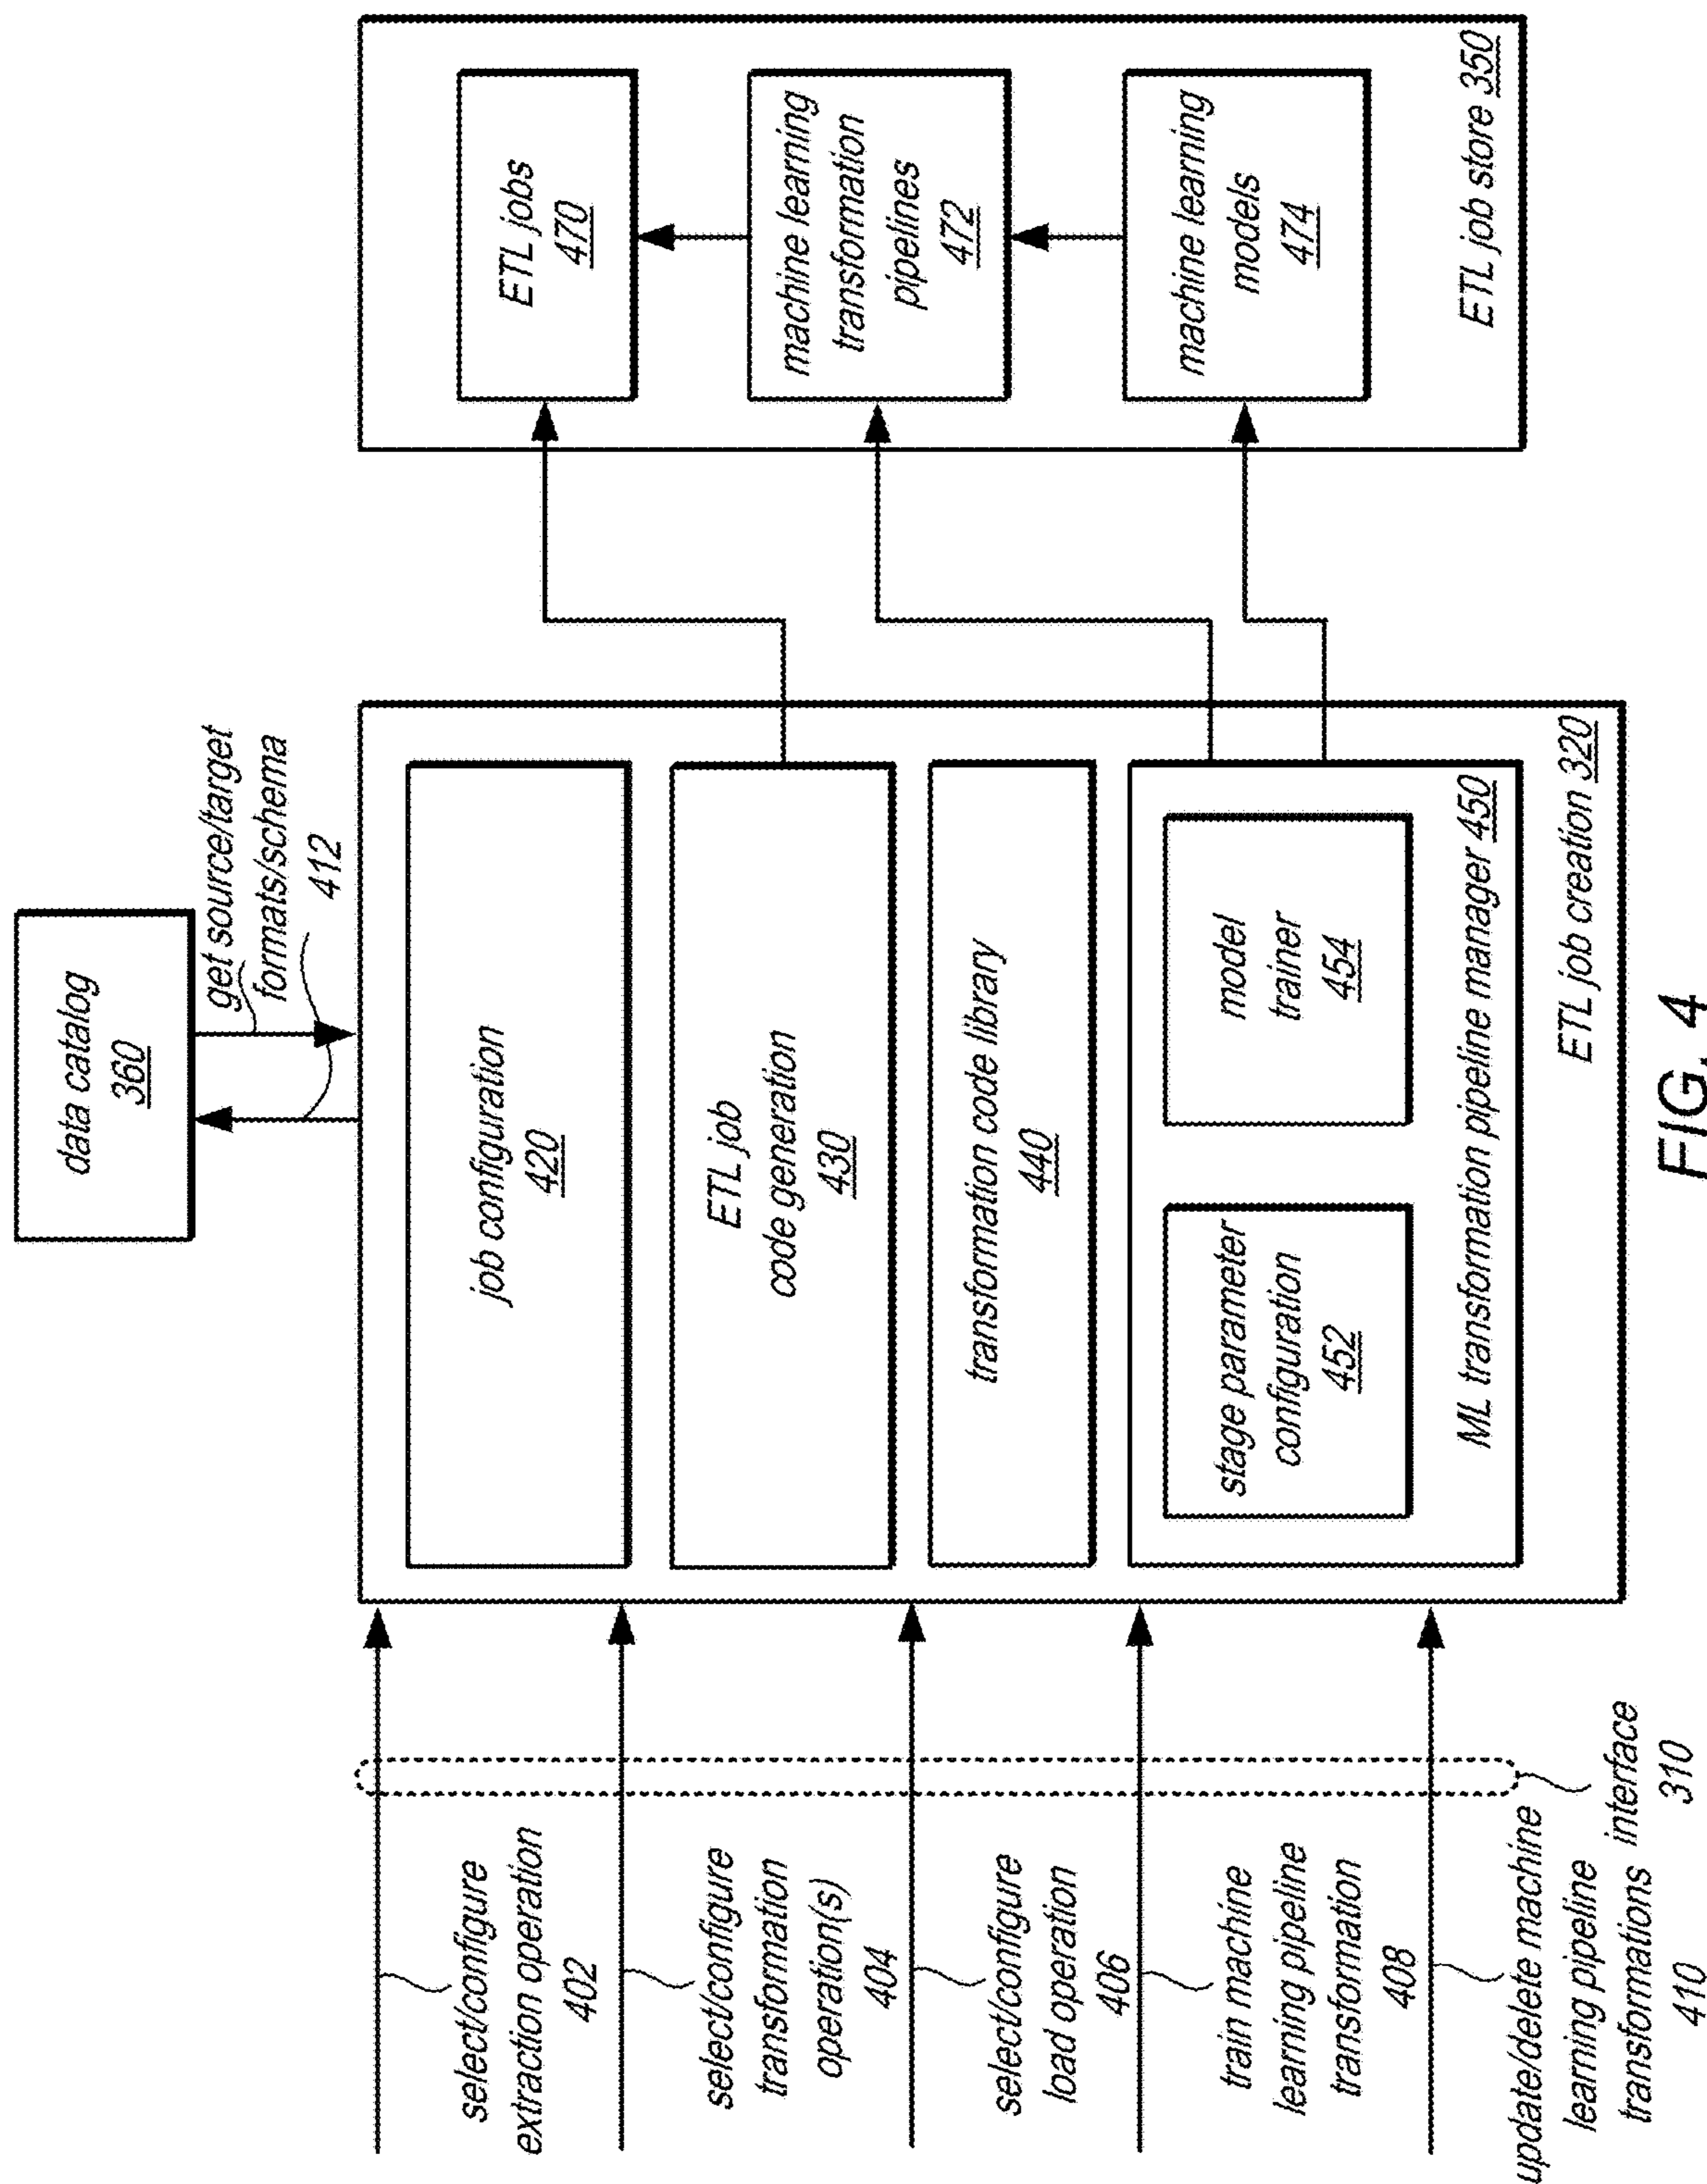 data catalog
360
get source/target
formats/schema
412
select/configure
extraction operation
402
select/configure
transformation
operation(s)
404
select/configure
load operation
406
train machine
learning pipeline
transformation
408
update/delete machine
learning pipeline
transformations
410
interface
310
job configuration
420
ETL job
code generation
430
transformation code library
440
stage parameter
configuration
452
model
trainer
454
ML transformation pipeline manager 450
ETL job creation 320
ETL jobs
470
machine learning
transformation
pipelines
472
machine learning
models
474
ETL job store 350
FIG. 4